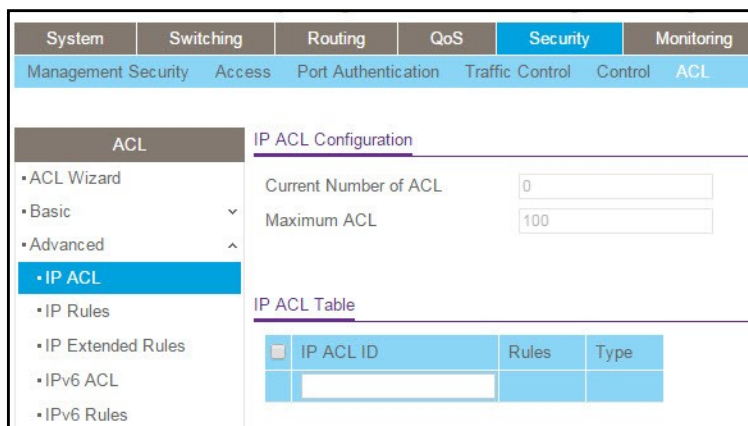 System Switching Routing QoS Security Monitoring
Management Security Access Port Authentication Traffic Control Control ACL
ACL
ACL Wizard
Basic
Advanced
IP ACL
IP Rules
IP Extended Rules
IPv6 ACL
IPv6 Rules
IP ACL Configuration
Current Number of ACL 0
Maximum ACL 100
IP ACL Table
IP ACL ID Rules Type